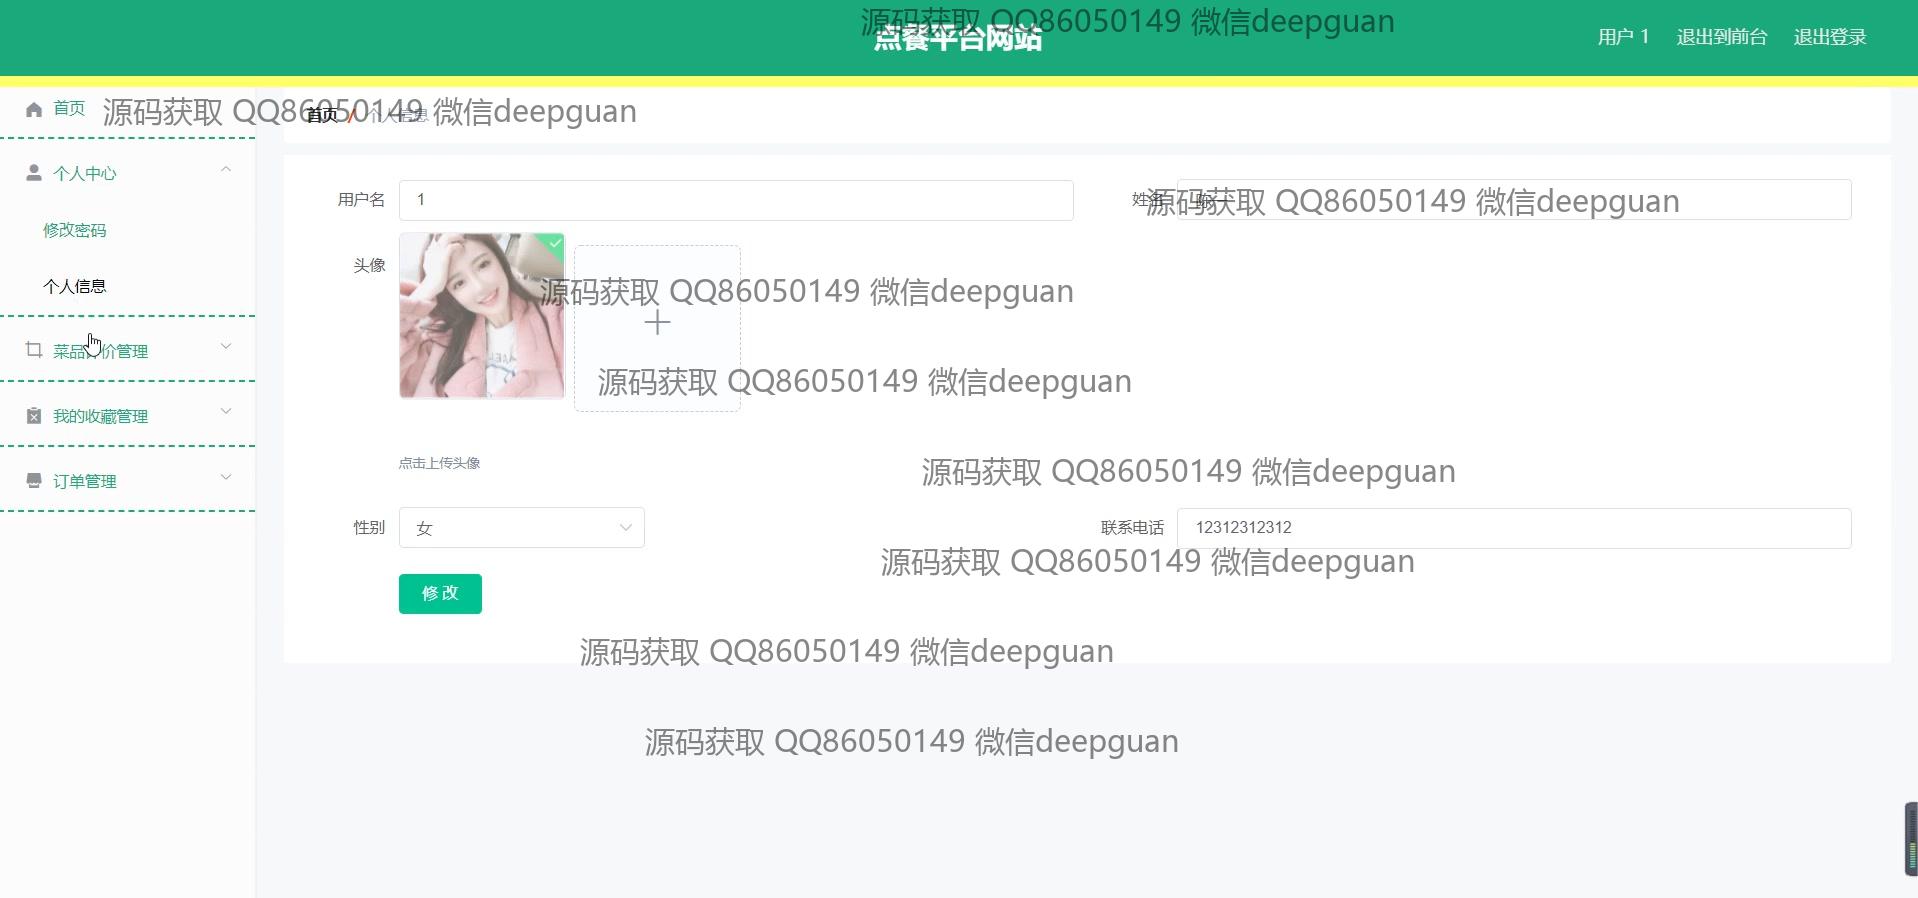 源码获取 QQ86050149 微信deepguan
点餐平台网站
用户 1 退出到前台 退出登录
首页
源码获取 QQ86050149 微信deepguan
首页 / 个人信息
个人中心
修改密码
个人信息
菜品评价管理
我的收藏管理
订单管理
用户名 1
姓名
源码获取 QQ86050149 微信deepguan
头像
源码获取 QQ86050149 微信deepguan
源码获取 QQ86050149 微信deepguan
点击上传头像
源码获取 QQ86050149 微信deepguan
性别 女
联系电话 12312312312
源码获取 QQ86050149 微信deepguan
修改
源码获取 QQ86050149 微信deepguan
源码获取 QQ86050149 微信deepguan